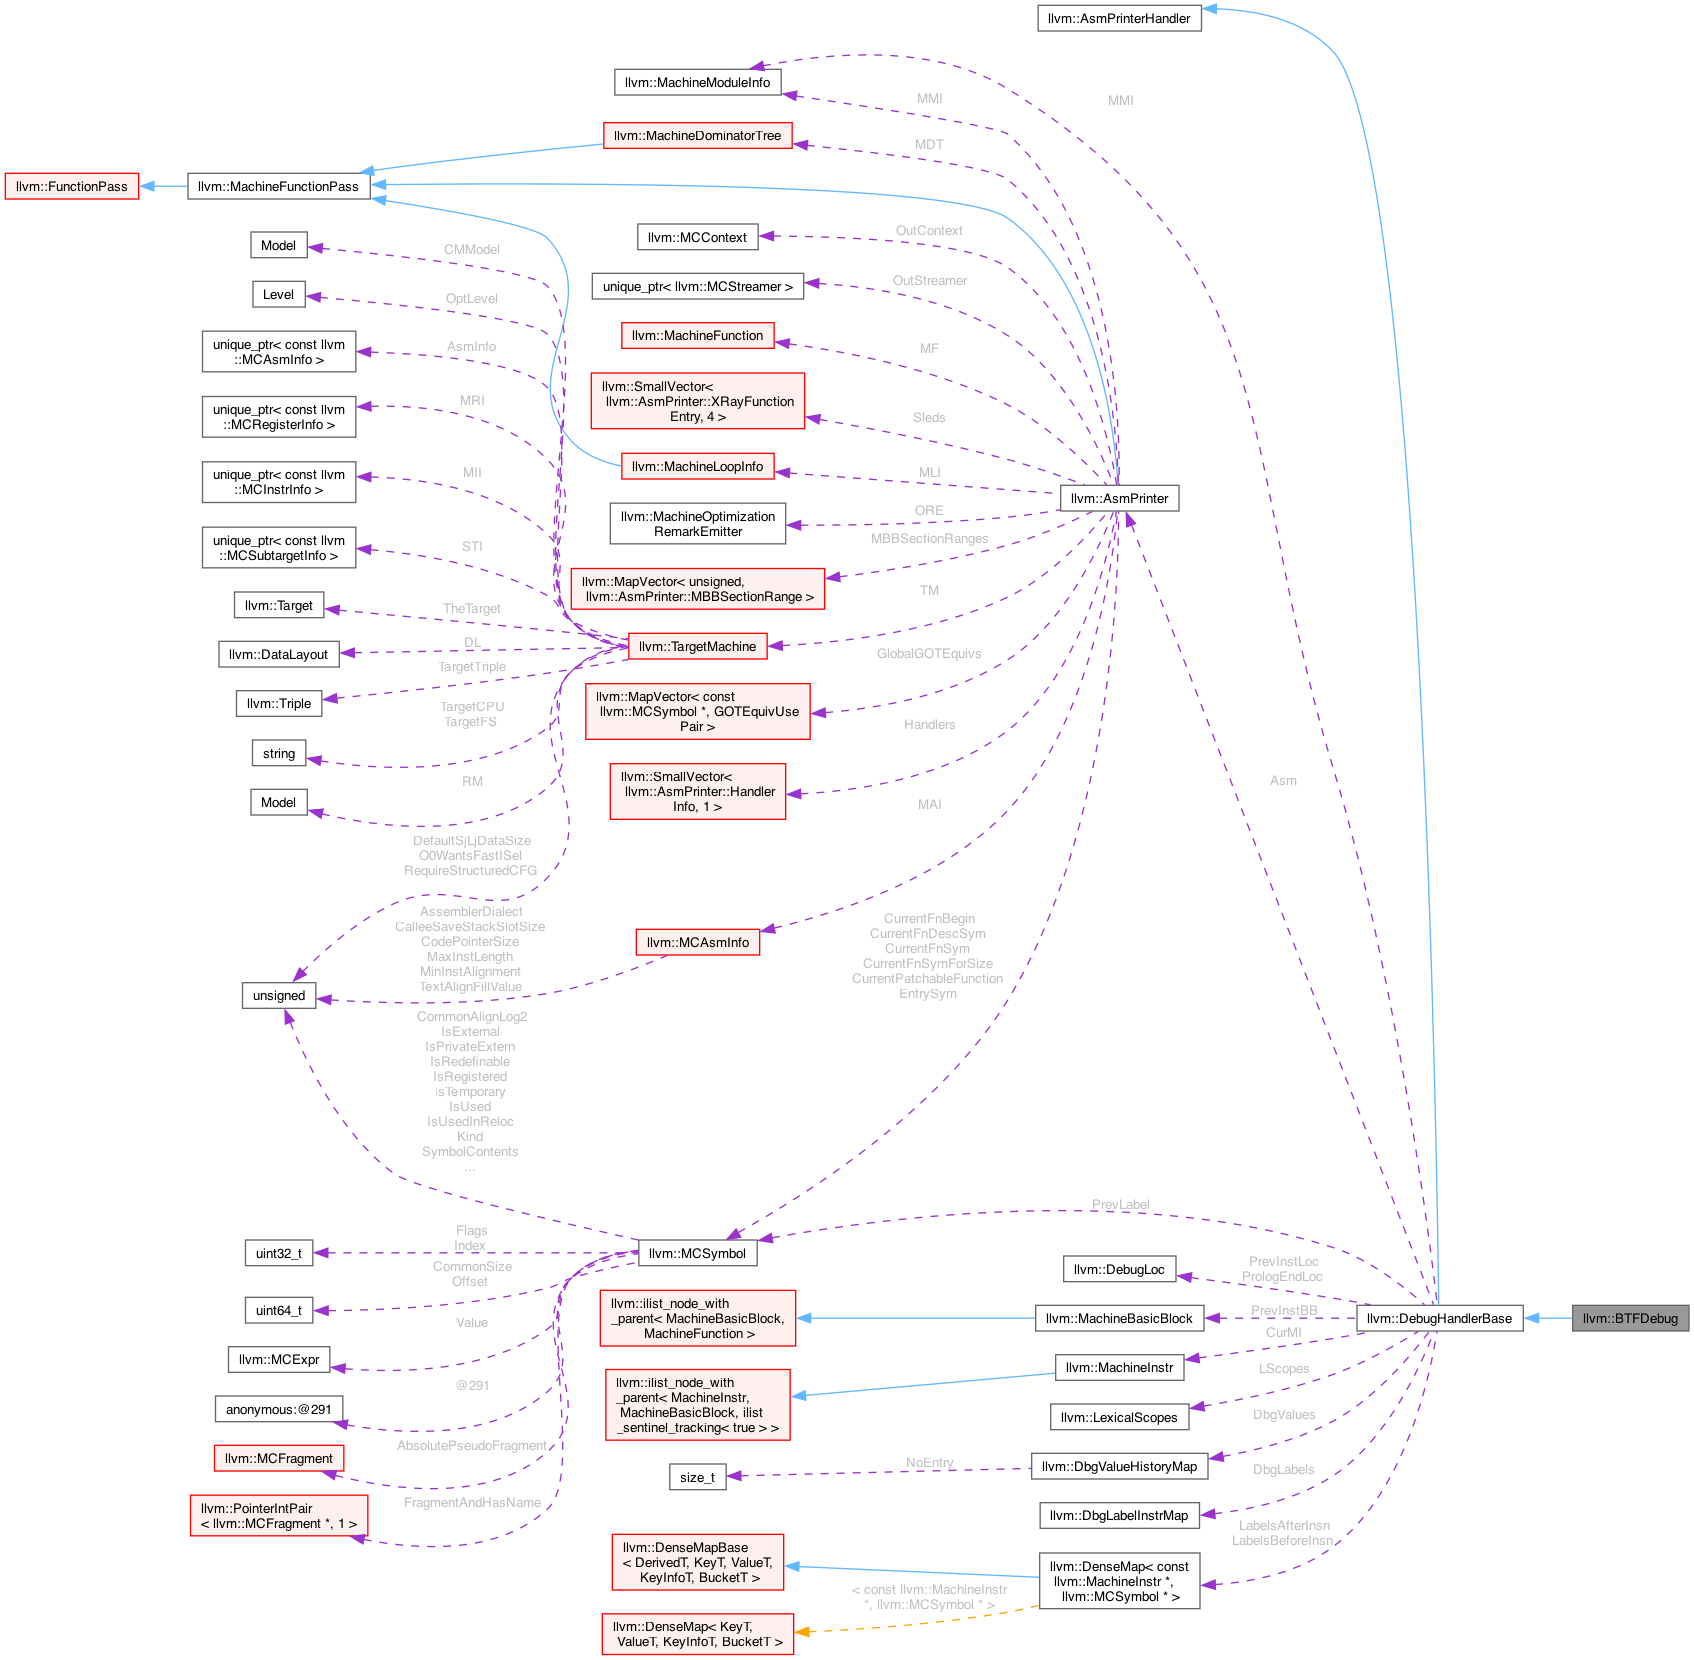 llvm::AsmPrinterHandler
llvm::MachineModuleInfo
MMI
MMI
llvm::MachineDominatorTree
MDT
llvm::FunctionPass
llvm::MachineFunctionPass
Model
CMModel
llvm::MCContext
OutContext
Level
OptLevel
unique_ptr< llvm::MCStreamer >
OutStreamer
unique_ptr< const llvm
::MCAsmInfo >
AsmInfo
llvm::MachineFunction
MF
unique_ptr< const llvm
::MCRegisterInfo >
MRI
llvm::SmallVector<
llvm::AsmPrinter::XRayFunction
Entry, 4 >
Sleds
unique_ptr< const llvm
::MCInstrInfo >
MII
llvm::MachineLoopInfo
MLI
llvm::AsmPrinter
unique_ptr< const llvm
::MCSubtargetInfo >
STI
llvm::MachineOptimization
RemarkEmitter
ORE
MBBSectionRanges
llvm::MapVector< unsigned,
llvm::AsmPrinter::MBBSectionRange >
TM
llvm::Target
TheTarget
llvm::DataLayout
DL
llvm::TargetMachine
TargetTriple
GlobalGOTEquivs
llvm::Triple
TargetCPU
TargetFS
llvm::MapVector< const
llvm::MCSymbol *, GOTEquivUse
Pair >
Handlers
string
RM
llvm::SmallVector<
llvm::AsmPrinter::Handler
Info, 1 >
Asm
Model
MAI
DefaultSjLjDataSize
O0WantsFastISel
RequireStructuredCFG
AssemblerDialect
CalleeSaveStackSlotSize
CodePointerSize
MaxInstLength
MinInstAlignment
TextAlignFillValue
llvm::MCAsmInfo
CurrentFnBegin
CurrentFnDescSym
CurrentFnSym
CurrentFnSymForSize
CurrentPatchableFunction
EntrySym
unsigned
CommonAlignLog2
IsExternal
IsPrivateExtern
IsRedefinable
IsRegistered
IsTemporary
IsUsed
IsUsedInReloc
Kind
SymbolContents
...
PrevLabel
uint32_t
Flags
Index
llvm::MCSymbol
llvm::DebugLoc
PrevInstLoc
PrologEndLoc
CommonSize
Offset
uint64_t
Value
llvm::ilist_node_with
_parent< MachineBasicBlock,
MachineFunction >
llvm::MachineBasicBlock
PrevInstBB
llvm::DebugHandlerBase
llvm::BTFDebug
CurMI
llvm::MCExpr
llvm::MachineInstr
LScopes
@291
llvm::ilist_node_with
_parent< MachineInstr,
MachineBasicBlock, ilist
_sentinel_tracking< true > >
anonymous:@291
llvm::LexicalScopes
DbgValues
AbsolutePseudoFragment
llvm::MCFragment
size_t
NoEntry
llvm::DbgValueHistoryMap
DbgLabels
FragmentAndHasName
llvm::PointerIntPair
< llvm::MCFragment *, 1 >
llvm::DbgLabelInstrMap
LabelsAfterInsn
LabelsBeforeInsn
llvm::DenseMapBase
< DerivedT, KeyT, ValueT,
KeyInfoT, BucketT >
llvm::DenseMap< const
llvm::MachineInstr *,
llvm::MCSymbol * >
< const llvm::MachineInstr
*, llvm::MCSymbol * >
llvm::DenseMap< KeyT,
ValueT, KeyInfoT, BucketT >